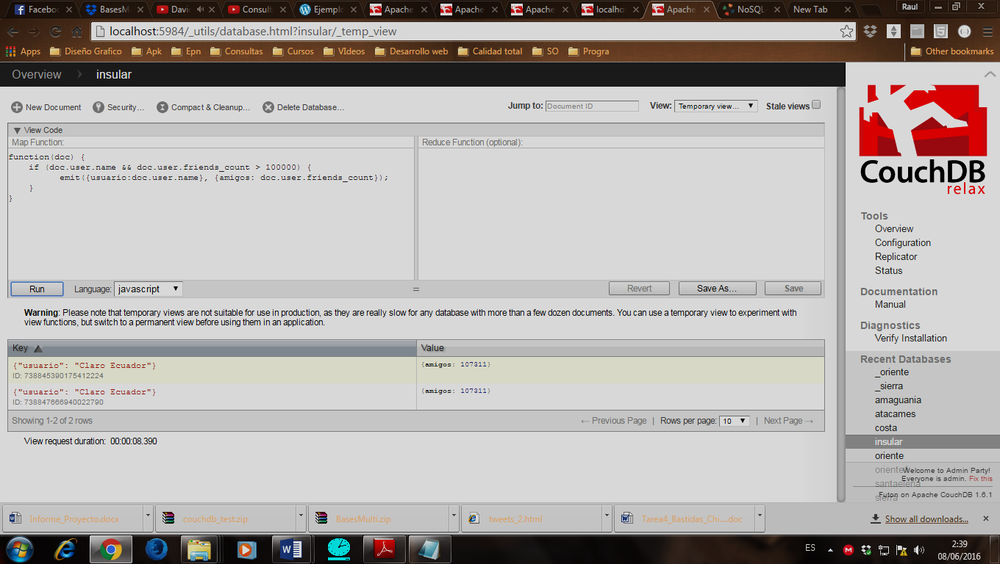 Facebo
BasesM
Davi
Consult
Ejemplo
Apache
Apache
Apache
localho
Apache
NoSQL
New Tab
Raul
localhost:5984/_utils/database.html?insular/_temp_view
Apps Diseño Grafico Apk Epn Consultas Cursos VIdeos Desarrollo web Calidad total SO Progra Other bookmarks
Overview insular
New Document Security... Compact & Cleanup... Delete Database... Jump to: Document ID View: Temporary view... Stale views
View Code
Map Function: Reduce Function (optional):
function(doc) {
if (doc.user.name && doc.user.friends_count > 100000) {
emit({usuario:doc.user.name}, {amigos: doc.user.friends_count});
}
}
Run Language: javascript = Revert Save As... Save
Warning: Please note that temporary views are not suitable for use in production, as they are really slow for any database with more than a few dozen documents. You can use a temporary view to experiment with
view functions, but switch to a permanent view before using them in an application.
Key Value
{"usuario": "Claro Ecuador"} {amigos: 107311}
ID: 738845390175412224
{"usuario": "Claro Ecuador"} {amigos: 107311}
ID: 738847666940022790
Showing 1-2 of 2 rows ← Previous Page | Rows per page: 10 | Next Page →
View request duration: 00:00:08.390
CouchDB
relax
Tools
Overview
Configuration
Replicator
Status
Documentation
Manual
Diagnostics
Verify Installation
Recent Databases
_oriente
_sierra
amaguania
atacames
costa
insular
oriente
santaelena
sierra
Welcome to Admin Party!
Everyone is admin. Fix this
Futon on Apache CouchDB 1.6.1
Informe_Proyecto.docx couchdb_test.zip BasesMulti.zip tweets_2.html Tarea4_Bastidas_Chi....doc Show all downloads...
ES 2:39
08/06/2016